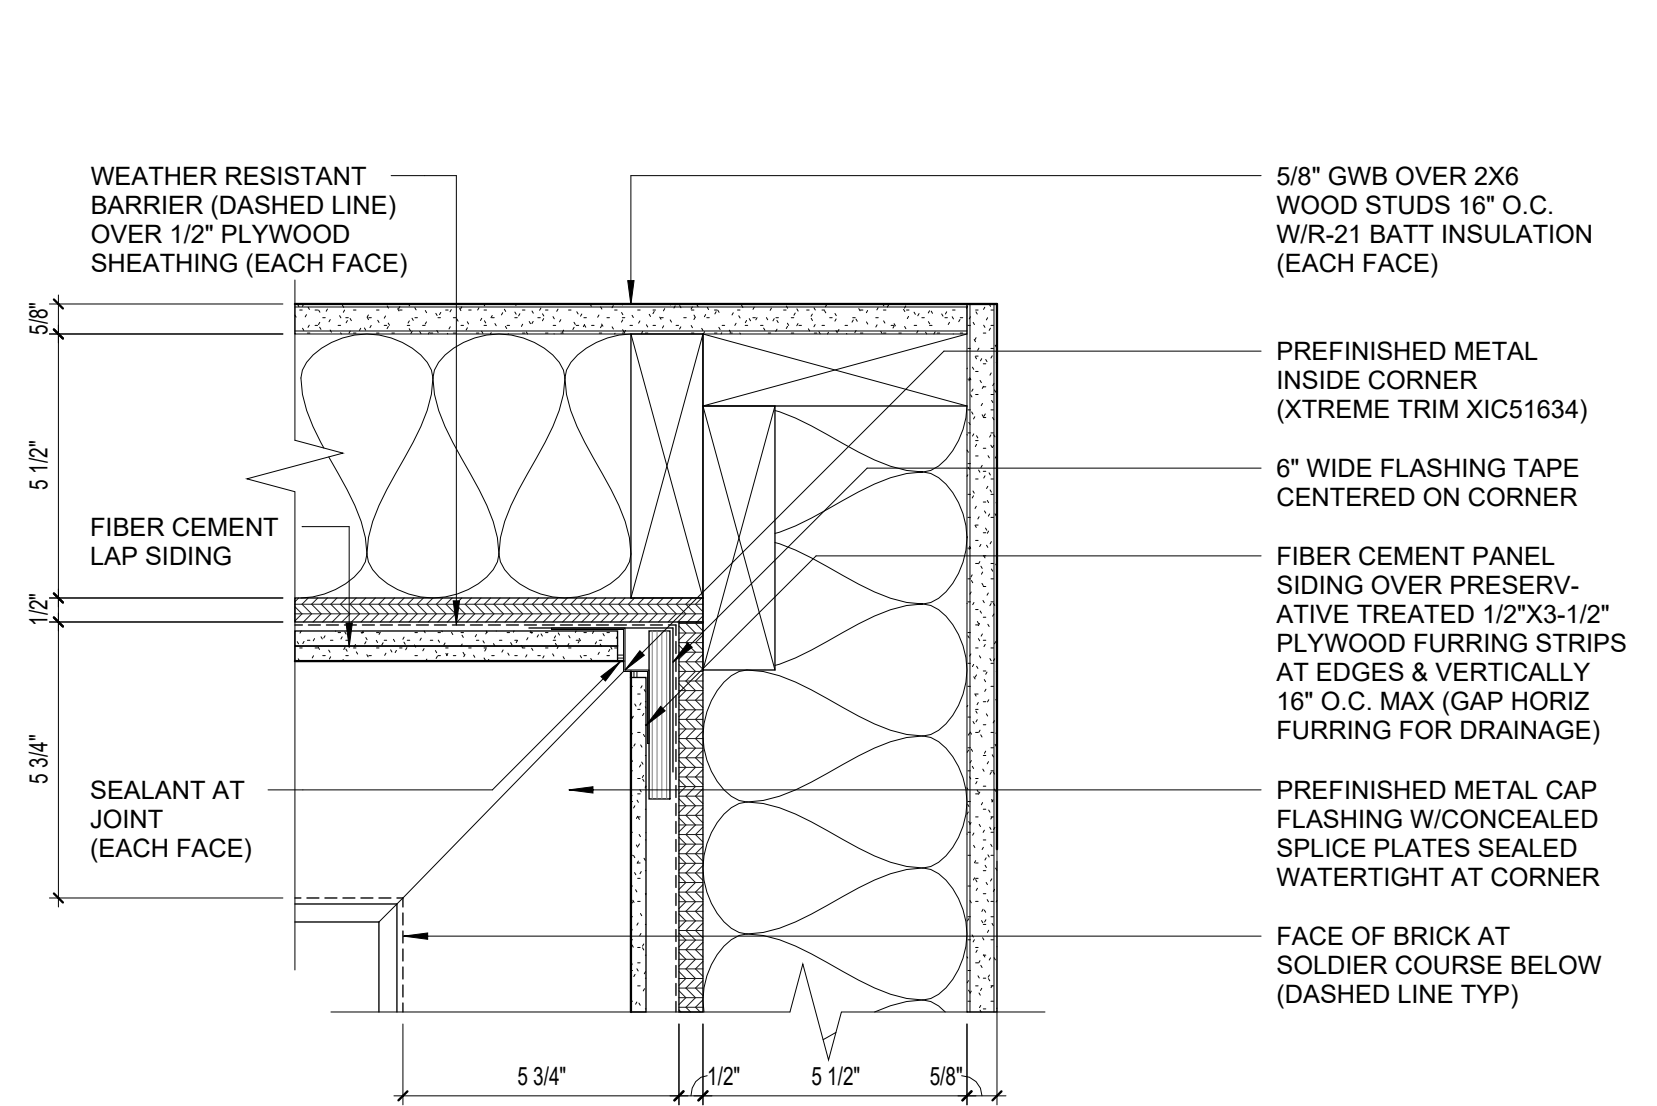 WEATHER RESISTANT
BARRIER (DASHED LINE)
OVER 1/2" PLYWOOD
SHEATHING (EACH FACE)
5/8" GWB OVER 2X6
WOOD STUDS 16" O.C.
W/R-21 BATT INSULATION
(EACH FACE)
PREFINISHED METAL
INSIDE CORNER
(XTREME TRIM XIC51634)
6" WIDE FLASHING TAPE
CENTERED ON CORNER
FIBER CEMENT
LAP SIDING
FIBER CEMENT PANEL
SIDING OVER PRESERV-
ATIVE TREATED 1/2"X3-1/2"
PLYWOOD FURRING STRIPS
AT EDGES & VERTICALLY
16" O.C. MAX (GAP HORIZ
FURRING FOR DRAINAGE)
SEALANT AT
JOINT
(EACH FACE)
PREFINISHED METAL CAP
FLASHING W/CONCEALED
SPLICE PLATES SEALED
WATERTIGHT AT CORNER
FACE OF BRICK AT
SOLDIER COURSE BELOW
(DASHED LINE TYP)
5/8"
5 1/2"
1/2"
5 3/4"
5 3/4"
1/2"
5 1/2"
5/8"